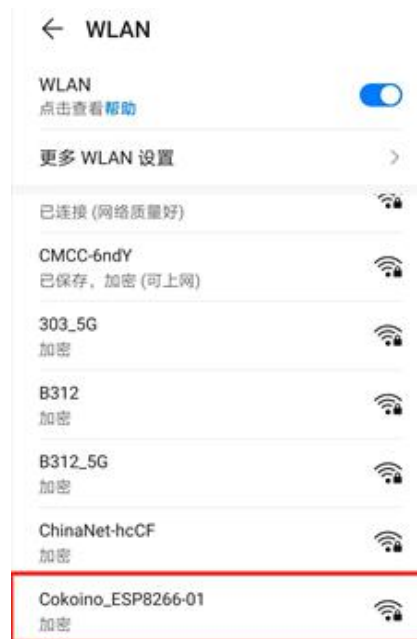 WLAN
WLAN
点击查看帮助
更多 WLAN 设置
已连接 (网络质量好)
CMCC-6ndY
已保存，加密 (可上网)
303_5G
加密
B312
加密
B312_5G
加密
ChinaNet-hcCF
加密
Cokoino_ESP8266-01
加密